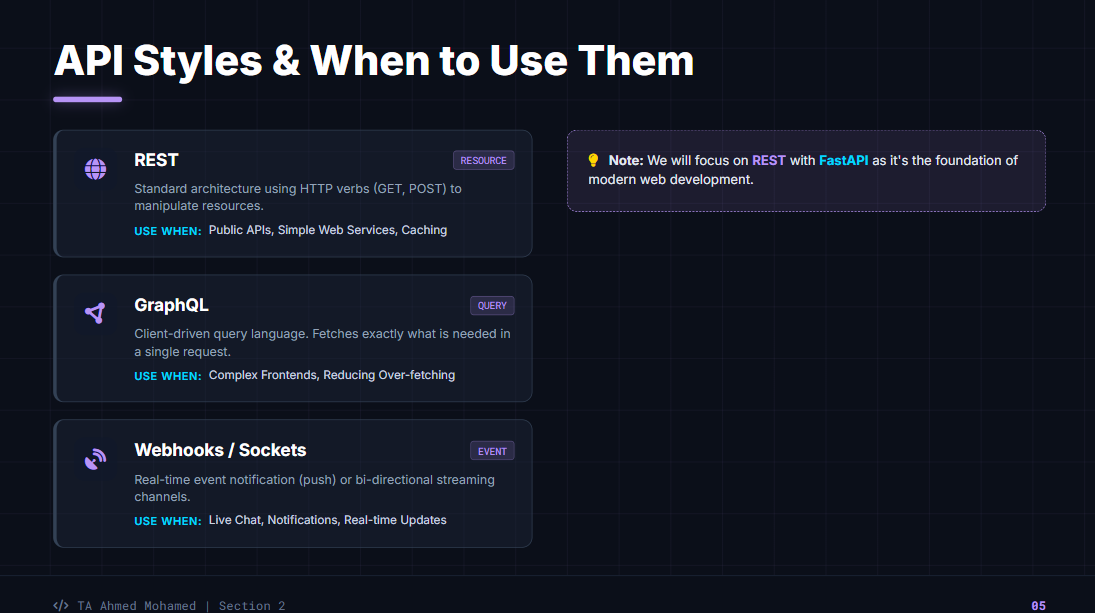 API Styles & When to Use Them
REST
RESOURCE
Standard architecture using HTTP verbs (GET, POST) to
manipulate resources.
USE WHEN: Public APIs, Simple Web Services, Caching
GraphQL
QUERY
Client-driven query language. Fetches exactly what is needed in
a single request.
USE WHEN: Complex Frontends, Reducing Over-fetching
Webhooks / Sockets
EVENT
Real-time event notification (push) or bi-directional streaming
channels.
USE WHEN: Live Chat, Notifications, Real-time Updates
Note: We will focus on REST with FastAPI as it's the foundation of
modern web development.
</> TA Ahmed Mohamed | Section 2
05